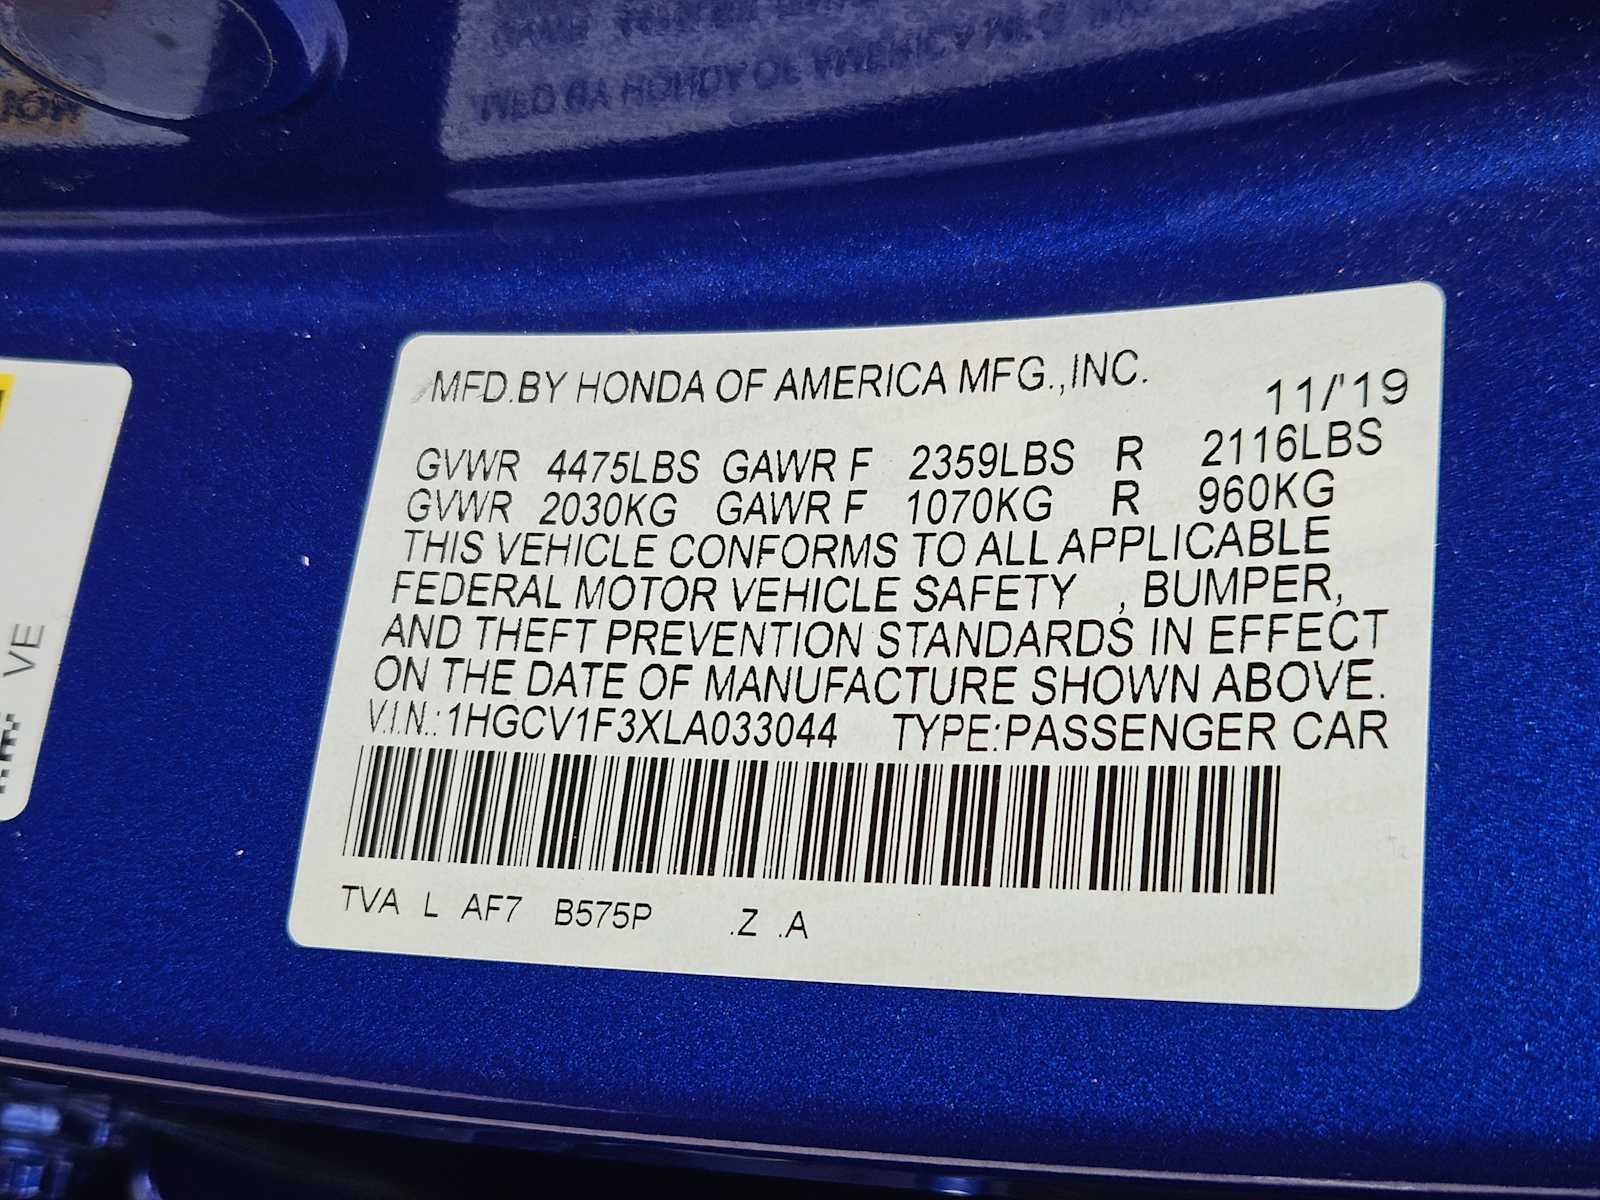 MFD.BY HONDA OF AMERICA MFG.,INC.
11/'19
GVWR 4475LBS GAWR F 2359LBS R 2116LBS
GVWR 2030KG GAWR F 1070KG R 960KG
THIS VEHICLE CONFORMS TO ALL APPLICABLE
FEDERAL MOTOR VEHICLE SAFETY , BUMPER,
AND THEFT PREVENTION STANDARDS IN EFFECT
ON THE DATE OF MANUFACTURE SHOWN ABOVE.
V.I.N.: 1HGCV1F3XLA033044 TYPE:PASSENGER CAR
TVA L AF7 B575P .Z .A
VE